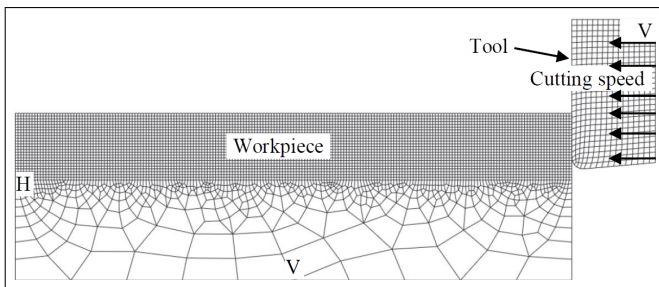 V
Tool
Cutting speed
Workpiece
H
V